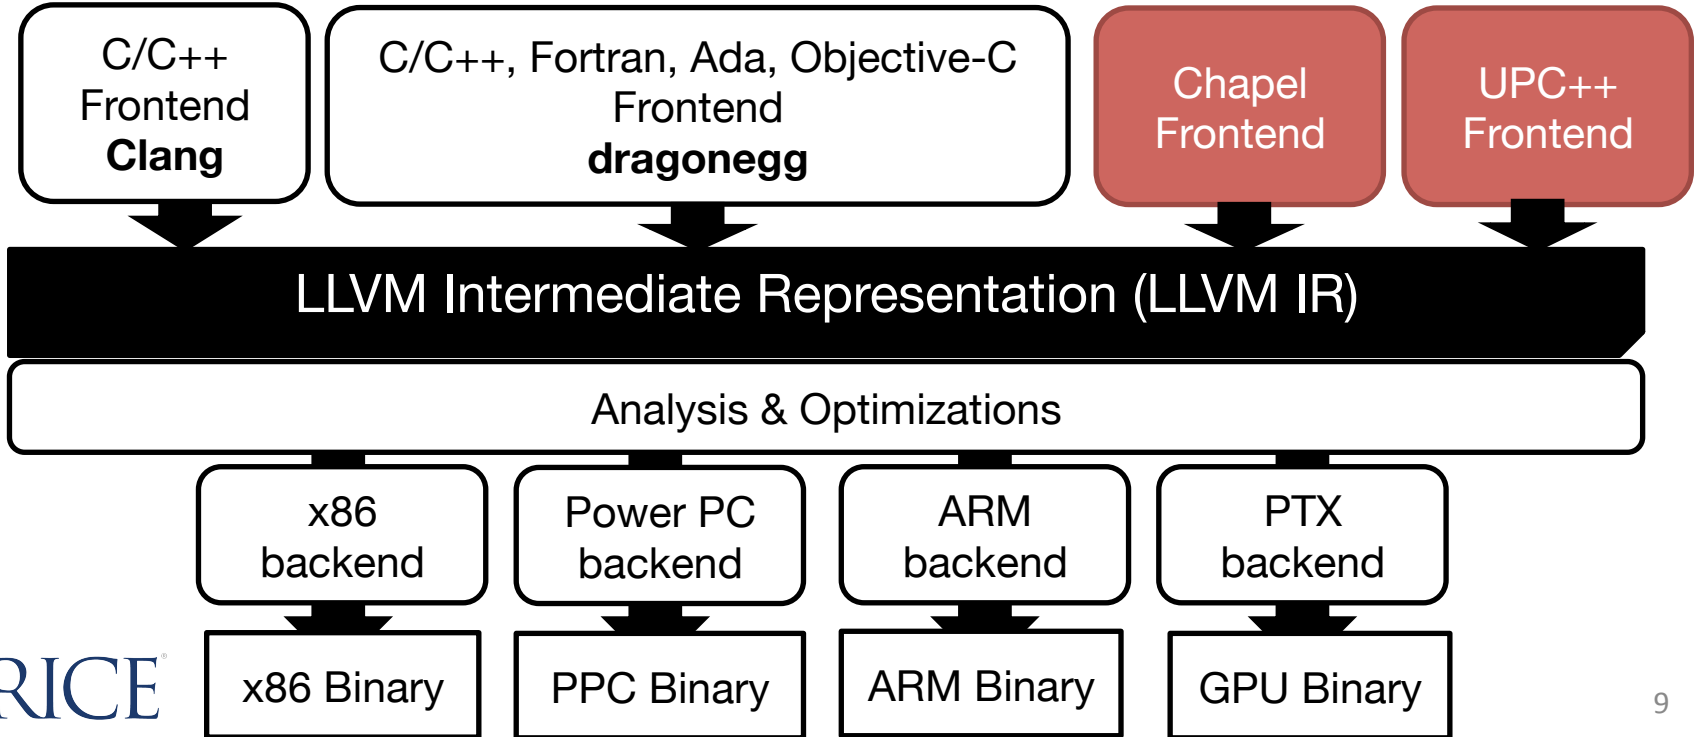 C/C++
Frontend
Clang
C/C++, Fortran, Ada, Objective-C
Frontend
dragonegg
Chapel
Frontend
UPC++
Frontend
LLVM Intermediate Representation (LLVM IR)
Analysis & Optimizations
x86
backend
Power PC
backend
ARM
backend
PTX
backend
RICE®
x86 Binary
PPC Binary
ARM Binary
GPU Binary
9